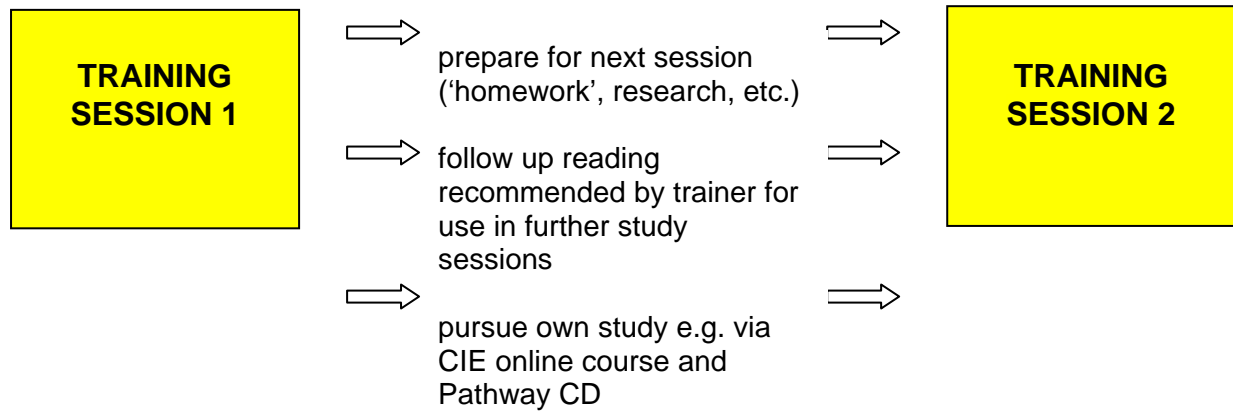 TRAINING
SESSION 1
prepare for next session
(‘homework’, research, etc.)
follow up reading
recommended by trainer for
use in further study
sessions
pursue own study e.g. via
CIE online course and
Pathway CD
TRAINING
SESSION 2